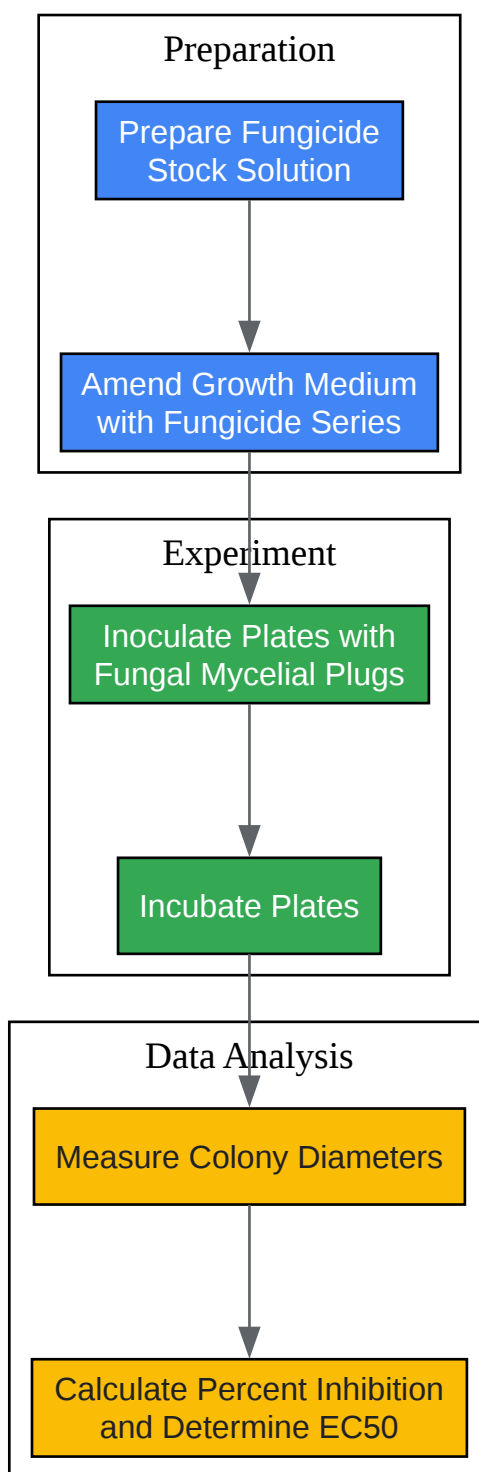 Preparation
Prepare Fungicide
Stock Solution
Amend Growth Medium
with Fungicide Series
Experiment
Inoculate Plates with
Fungal Mycelial Plugs
Incubate Plates
Data Analysis
Measure Colony Diameters
Calculate Percent Inhibition
and Determine EC50